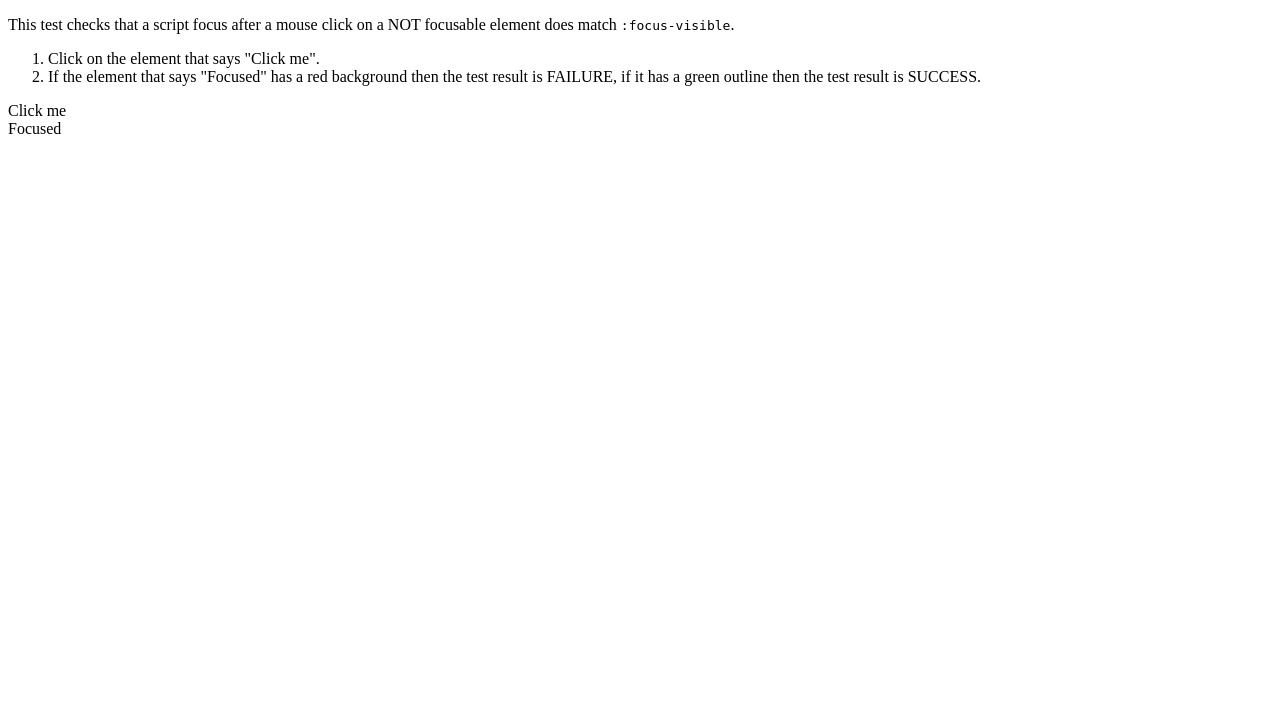 This test checks that a script focus after a mouse click on a NOT focusable element does match :focus-visible.
1. Click on the element that says "Click me".
2. If the element that says "Focused" has a red background then the test result is FAILURE, if it has a green outline then the test result is SUCCESS.
Click me
Focused